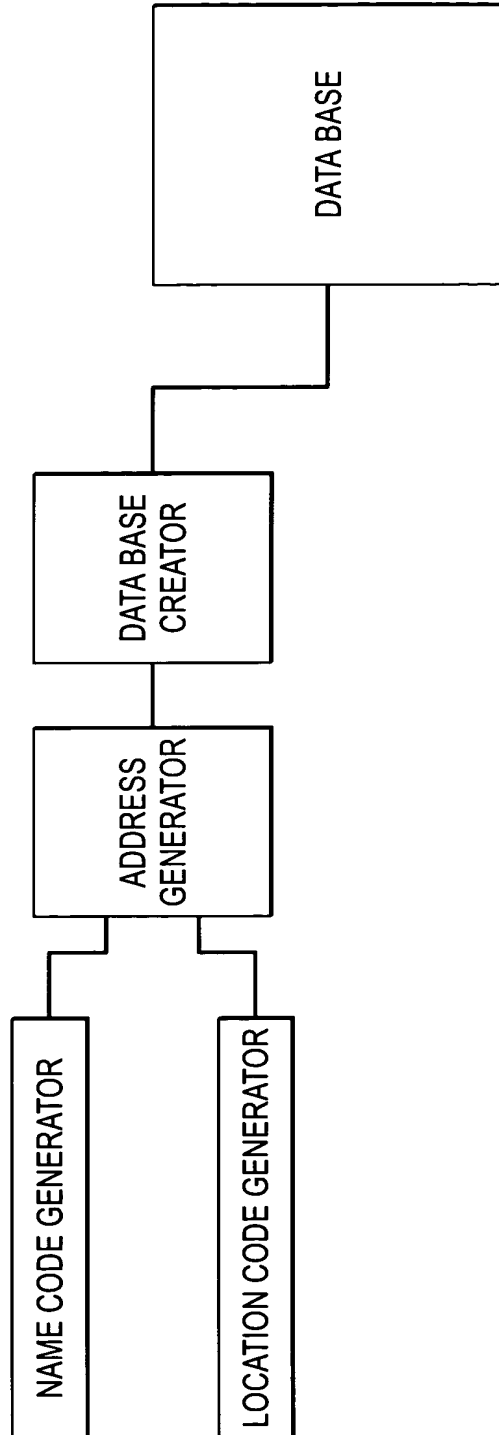 NAME CODE GENERATOR
LOCATION CODE GENERATOR
ADDRESS
GENERATOR
DATA BASE
CREATOR
DATA BASE